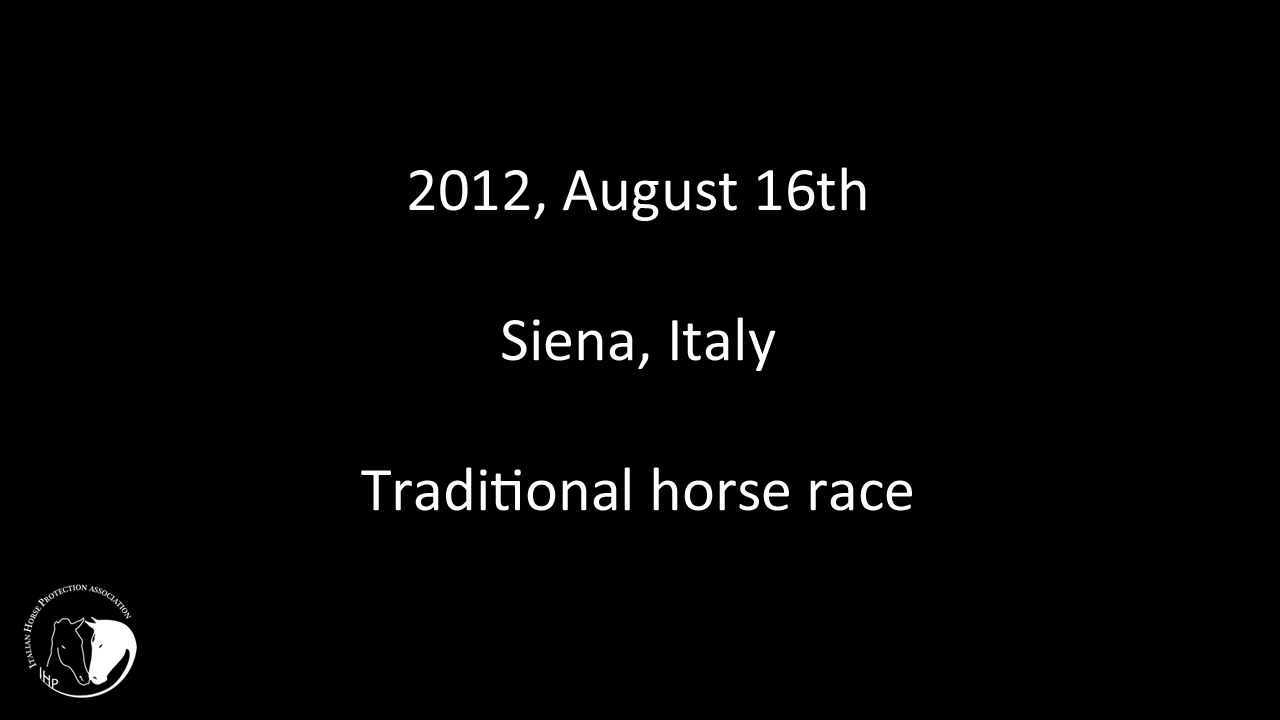 2012, August 16th
Siena, Italy
Traditional horse race
ITALIAN HORSE PROTECTION ASSOCIATION
IHP